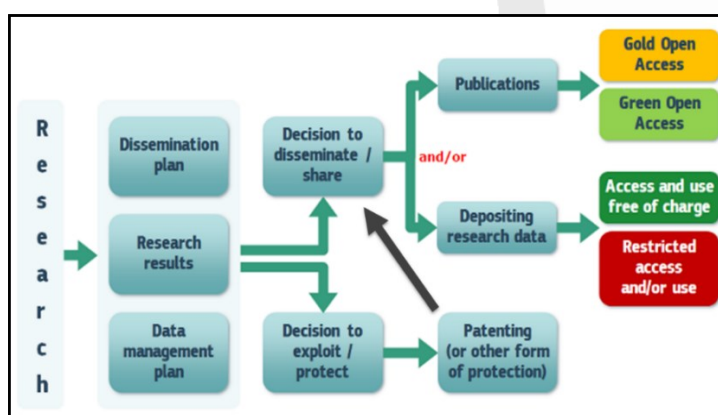 Research
Dissemination
plan
Research
results
Data
management
plan
Decision to
disseminate /
share
Decision to
exploit /
protect
and/or
Publications
Depositing
research data
Patenting
(or other form
of protection)
Gold Open
Access
Green Open
Access
Access and use
free of charge
Restricted
access
and/or use